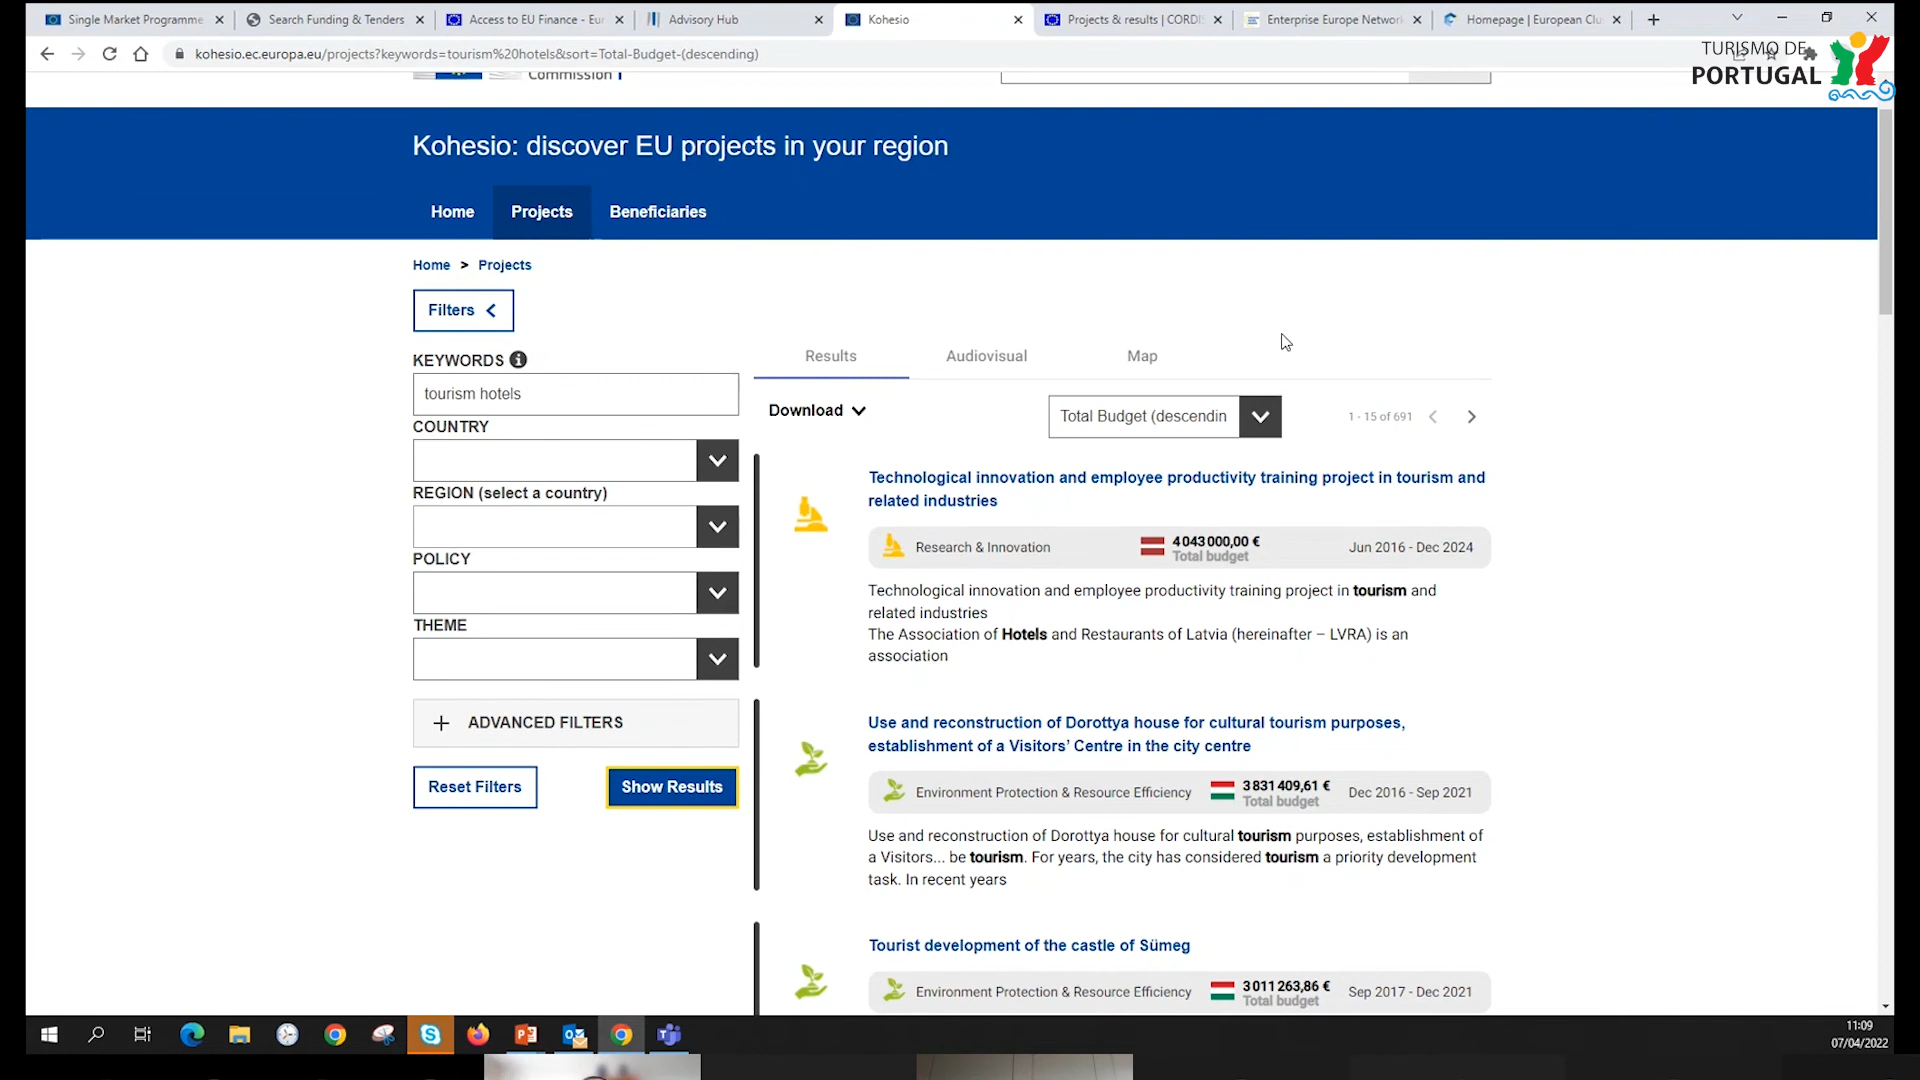 Single Market Programme
Search Funding & Tenders
Access to EU Finance - Eur
Advisory Hub
Kohesio
Projects & results | CORDIS
Enterprise Europe Network
Homepage | European Clu
kohesio.ec.europa.eu/projects?keywords=tourism%20hotels&sort=Total-Budget-(descending)
TURISMO DE
PORTUGAL
Commission
Kohesio: discover EU projects in your region
Home
Projects
Beneficiaries
Home > Projects
Filters
KEYWORDS
tourism hotels
COUNTRY
REGION (select a country)
POLICY
THEME
ADVANCED FILTERS
Reset Filters
Show Results
Results
Audiovisual
Map
Download
Total Budget (descendin
1 - 15 of 691
Technological innovation and employee productivity training project in tourism and
related industries
Research & Innovation
4 043 000,00 €
Total budget
Jun 2016 - Dec 2024
Technological innovation and employee productivity training project in tourism and
related industries
The Association of Hotels and Restaurants of Latvia (hereinafter – LVRA) is an
association
Use and reconstruction of Dorottya house for cultural tourism purposes,
establishment of a Visitors’ Centre in the city centre
Environment Protection & Resource Efficiency
3 831 409,61 €
Total budget
Dec 2016 - Sep 2021
Use and reconstruction of Dorottya house for cultural tourism purposes, establishment of
a Visitors... be tourism. For years, the city has considered tourism a priority development
task. In recent years
Tourist development of the castle of Sümeg
Environment Protection & Resource Efficiency
3 011 263,86 €
Total budget
Sep 2017 - Dec 2021
11:09
07/04/2022